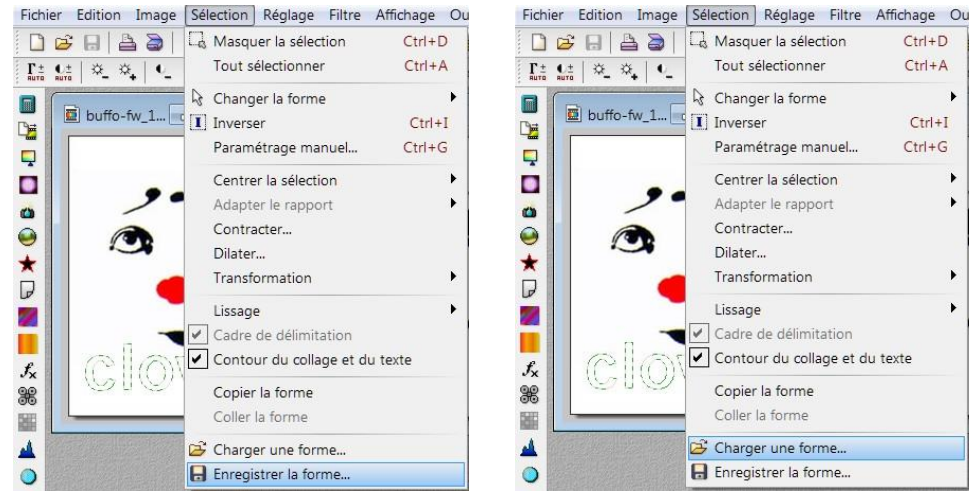 Fichier Edition Image Sélection Réglage Filtre Affichage Ou
AUTO AUTO
buffo-fw_1...
clow
Masquer la sélection Ctrl+D
Tout sélectionner Ctrl+A
Changer la forme
Inverser Ctrl+I
Paramétrage manuel... Ctrl+G
Centrer la sélection
Adapter le rapport
Contracter...
Dilater...
Transformation
Lissage
Cadre de délimitation
Contour du collage et du texte
Copier la forme
Coller la forme
Charger une forme...
Enregistrer la forme...
Fichier Edition Image Sélection Réglage Filtre Affichage Ou
AUTO AUTO
buffo-fw_1...
clo
Masquer la sélection Ctrl+D
Tout sélectionner Ctrl+A
Changer la forme
Inverser Ctrl+I
Paramétrage manuel... Ctrl+G
Centrer la sélection
Adapter le rapport
Contracter...
Dilater...
Transformation
Lissage
Cadre de délimitation
Contour du collage et du texte
Copier la forme
Coller la forme
Charger une forme...
Enregistrer la forme...